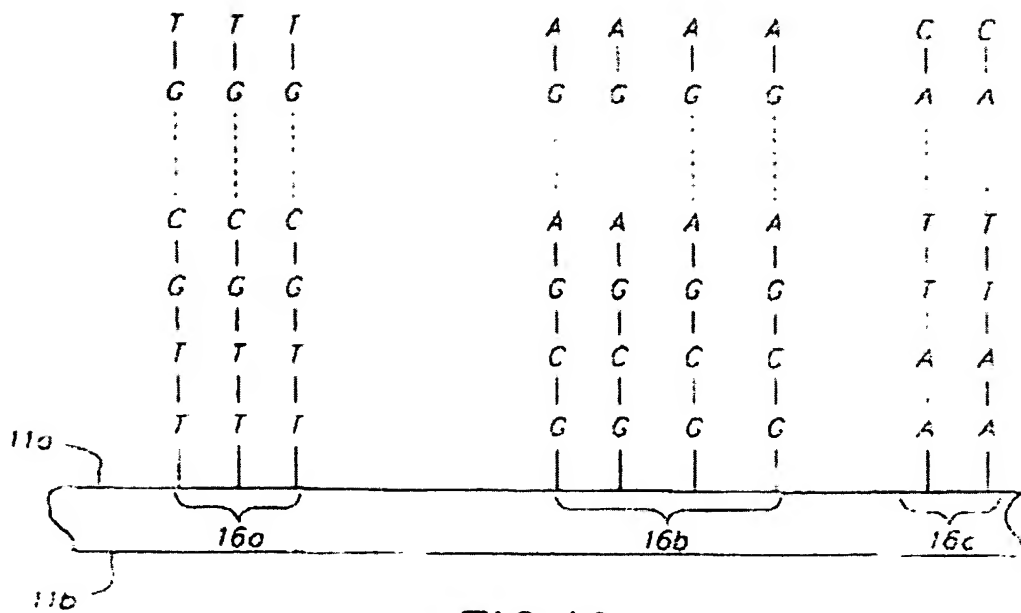 T T T A A A A C C
G G G G G G G A A
C C C A A A A T T
G G G G G G G T T
T T T C C C C A A
T T T G G G G A A
11a
16a 16b 16c
11b